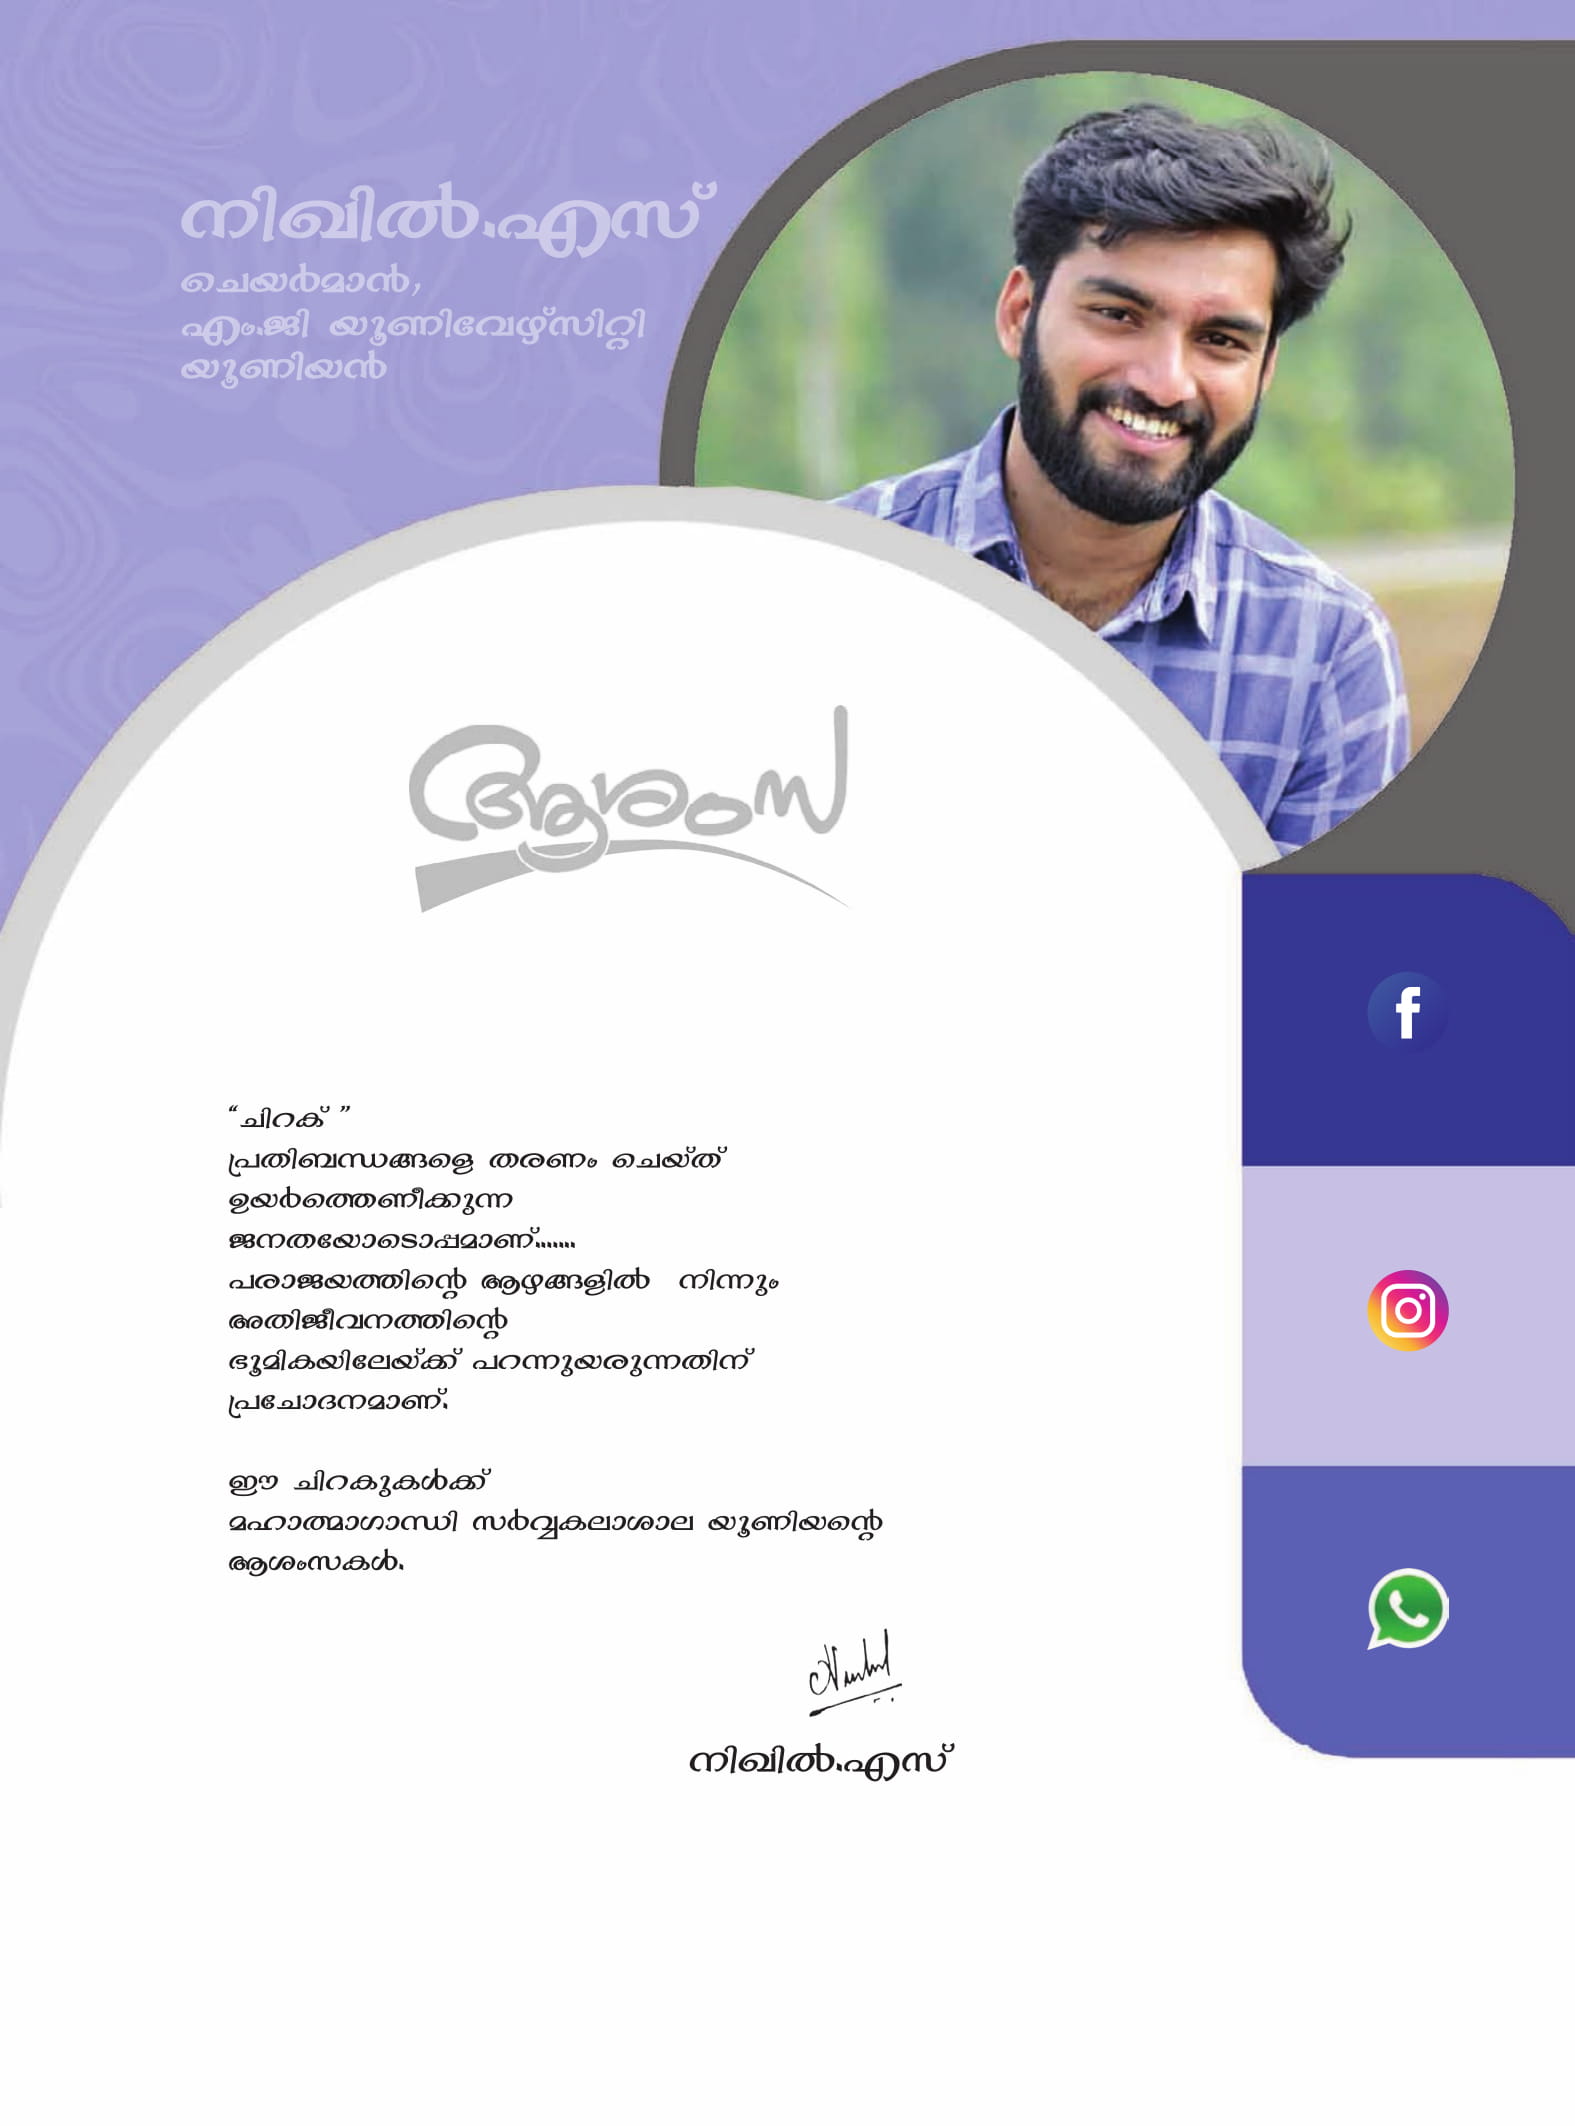 നിഖിൽ.എസ്
ചെയർമാൻ,
എം.ജി യൂണിവേഴ്സിറ്റി
യൂണിയൻ
ആശംസ
“ചിറക് ”
പ്രതിബന്ധങ്ങളെ തരണം ചെയ്ത്
ഉയർത്തെണീക്കുന്ന
ജനതയോടൊപ്പമാണ്.......
പരാജയത്തിന്റെ ആഴങ്ങളിൽ നിന്നും
അതിജീവനത്തിന്റെ
ഭൂമികയിലേയ്ക്ക് പറന്നുയരുന്നതിന്
പ്രചോദനമാണ്.
ഈ ചിറകുകൾക്ക്
മഹാത്മാഗാന്ധി സർവ്വകലാശാല യൂണിയന്റെ
ആശംസകൾ.
നിഖിൽ.എസ്